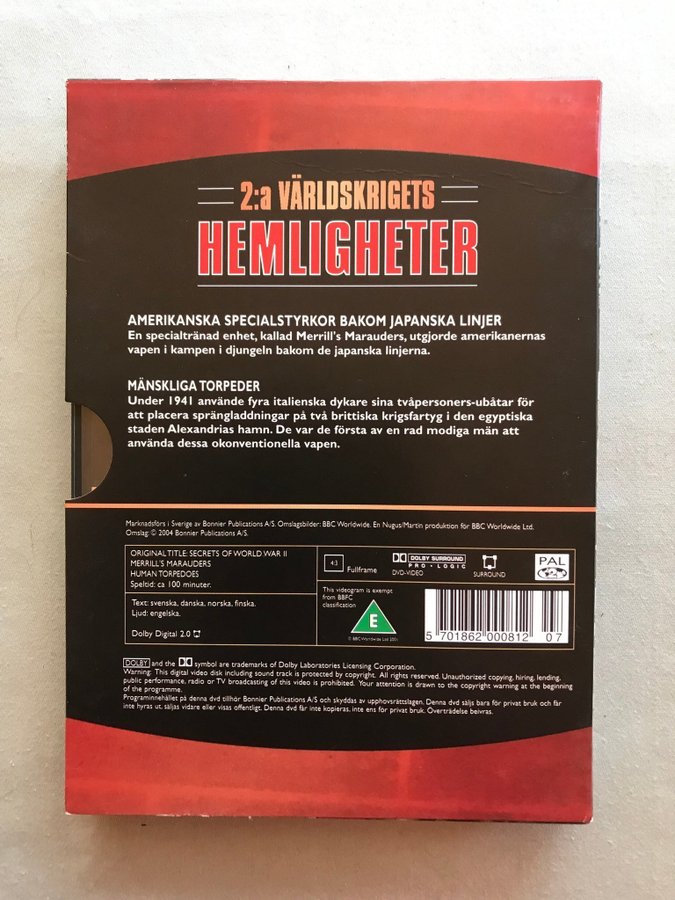 2:a VÄRLDSKRIGETS
HEMLIGHETER
AMERIKANSKA SPECIALSTYRKOR BAKOM JAPANSKA LINJER
En specialtränad enhet, kallad Merrill's Marauders, utgjorde amerikanernas
vapen i kampen i djungeln bakom de japanska linjerna.
MÄNSKLIGA TORPEDER
Under 1941 använde fyra italienska dykare sina tvåpersoners-ubåtar för
att placera sprängladdningar på två brittiska krigsfartyg i den egyptiska
staden Alexandrias hamn. De var de första av en rad modiga män att
använda dessa okonventionella vapen.
Marknadsförs i Sverige av Bonnier Publications A/S. Omslagsbilder: BBC Worldwide. En Nugus/Martin produktion för BBC Worldwide Ltd.
Omslag: © 2004 Bonnier Publications A/S.
ORIGINALTITLE: SECRETS OF WORLD WAR II
MERRILL'S MARAUDERS
HUMAN TORPEDOES
Speltid: ca 100 minuter.
Text: svenska, danska, norska, finska.
Ljud: engelska.
Dolby Digital 2.0
4:3
Fullframe
DOLBY SURROUND
PRO · LOGIC
DVD-VIDEO
SURROUND
PAL
This videogram is exempt
from BBFC
classification
E
© BBC Worldwide Ltd
5 701862 000812 07
DOLBY and the DD symbol are trademarks of Dolby Laboratories Licensing Corporation.
Warning: This digital video disk including sound track is protected by copyright. All rights reserved. Unauthorized copying, hiring, lending,
public performance, radio or TV broadcasting of this video is prohibited. Your attention is drawn to the copyright warning at the beginning
of the programme.
Programinnehållet på denna dvd tillhör Bonnier Publications A/S och skyddas av upphovsrättslagen. Denna dvd säljs bara för privat bruk och får
inte hyras ut, säljas vidare eller visas offentligt. Denna dvd får inte kopieras, inte ens for privat bruk. Överträdelse beivras.